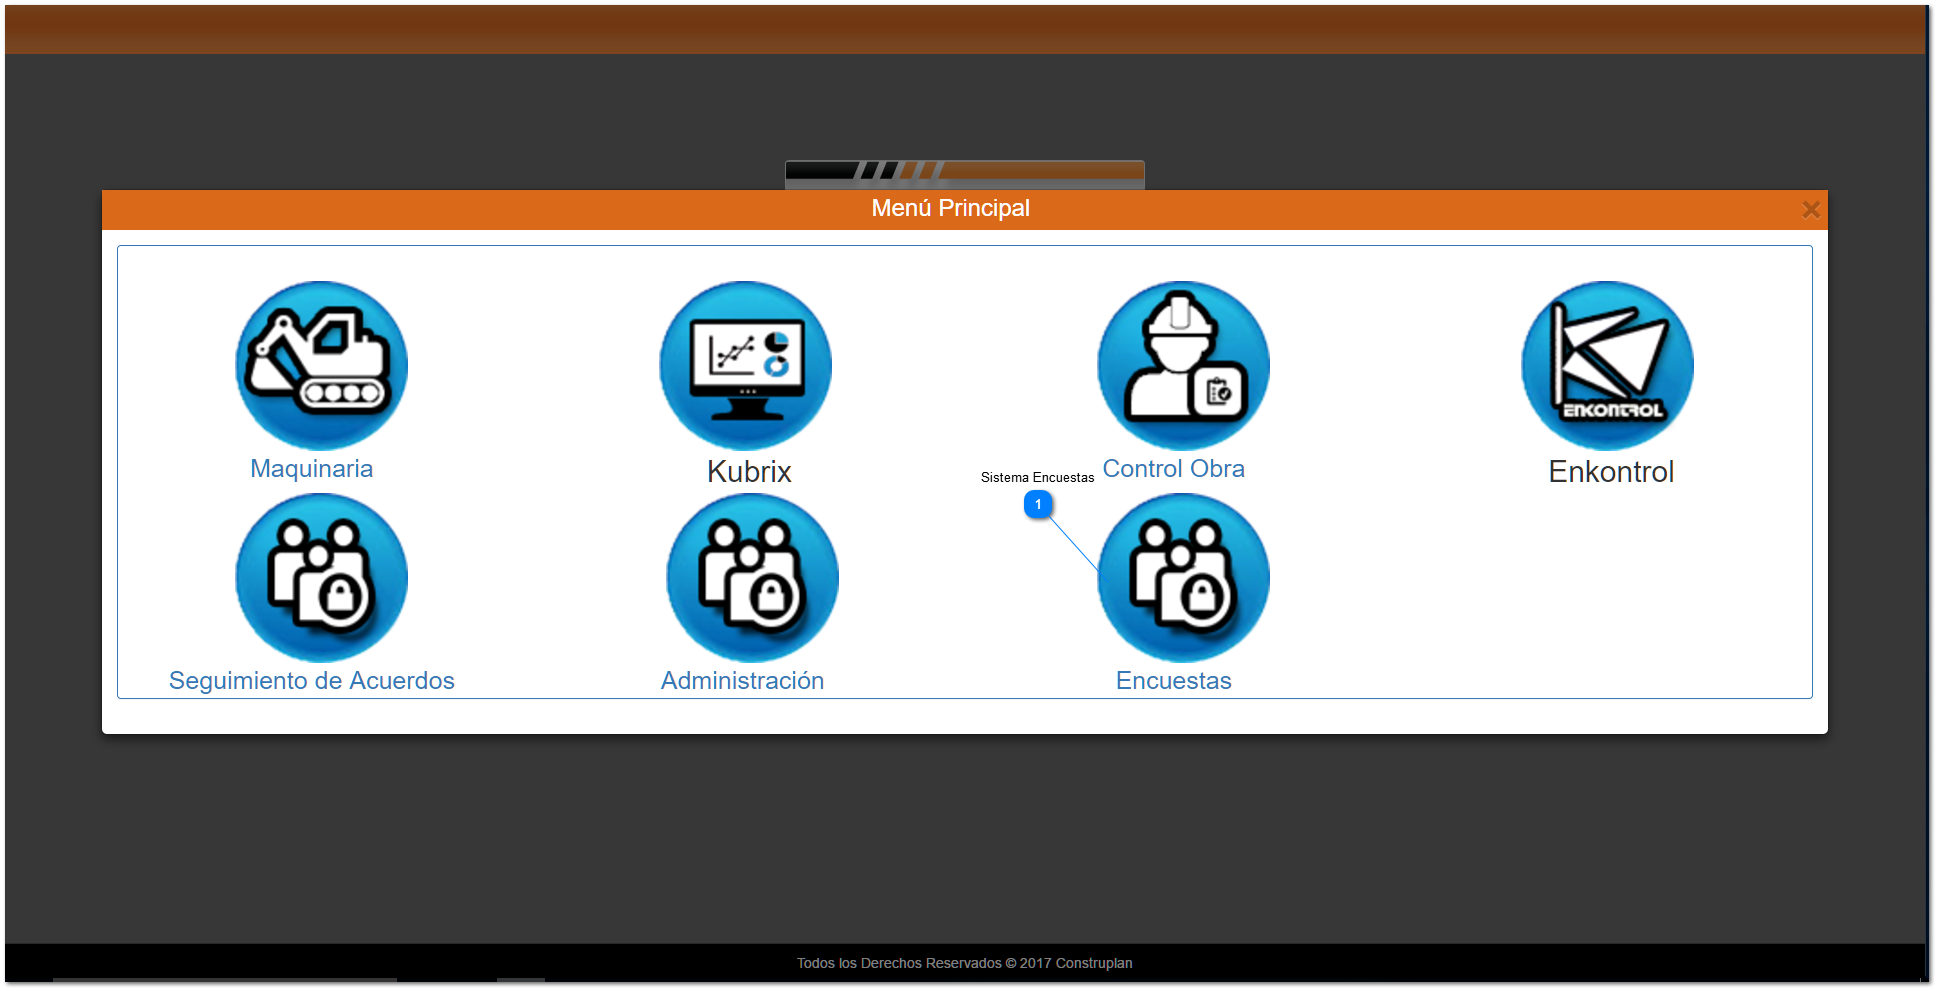 Menú Principal
ENKONTROL
Maquinaria
Kubrix
Control Obra
Enkontrol
Sistema Encuestas
1
Seguimiento de Acuerdos
Administración
Encuestas
Todos los Derechos Reservados © 2017 Construplan